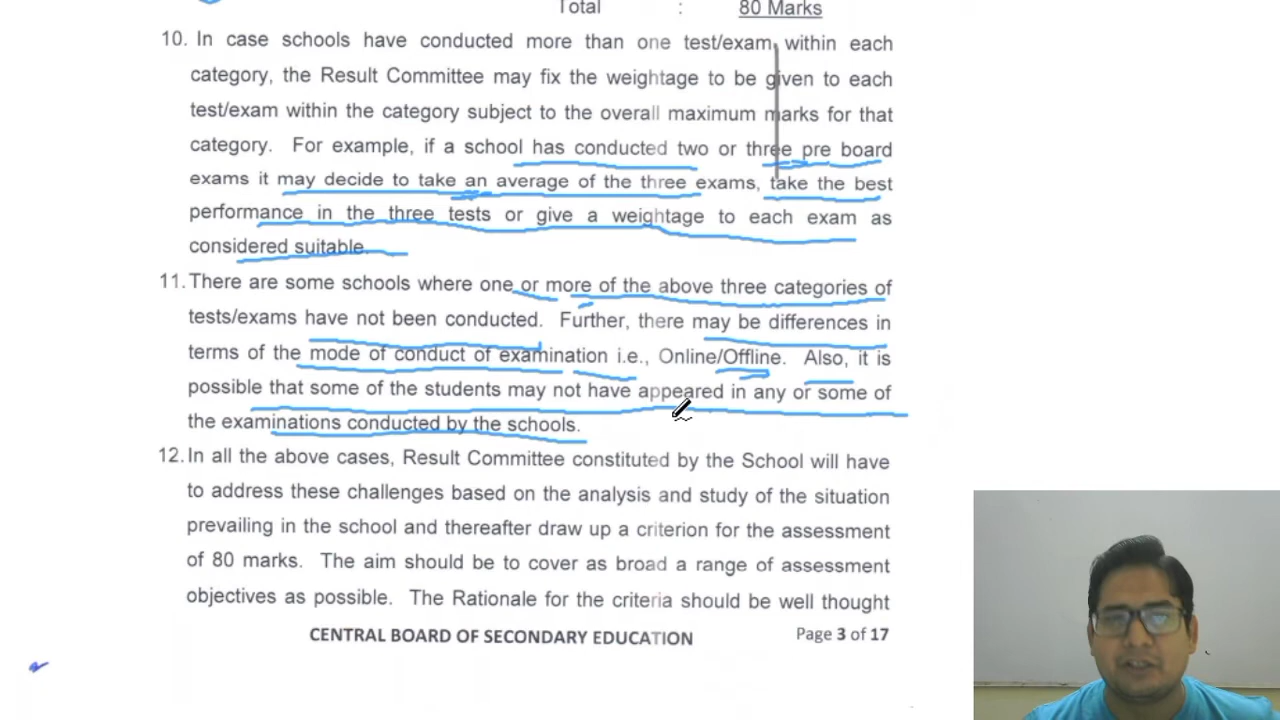 Total : 80 Marks
10. In case schools have conducted more than one test/exam within each
category, the Result Committee may fix the weightage to be given to each
test/exam within the category subject to the overall maximum marks for that
category. For example, if a school has conducted two or three pre board
exams it may decide to take an average of the three exams, take the best
performance in the three tests or give a weightage to each exam as
considered suitable.
11. There are some schools where one or more of the above three categories of
tests/exams have not been conducted. Further, there may be differences in
terms of the mode of conduct of examination i.e., Online/Offline. Also, it is
possible that some of the students may not have appeared in any or some of
the examinations conducted by the schools.
12. In all the above cases, Result Committee constituted by the School will have
to address these challenges based on the analysis and study of the situation
prevailing in the school and thereafter draw up a criterion for the assessment
of 80 marks. The aim should be to cover as broad a range of assessment
objectives as possible. The Rationale for the criteria should be well thought
CENTRAL BOARD OF SECONDARY EDUCATION Page 3 of 17